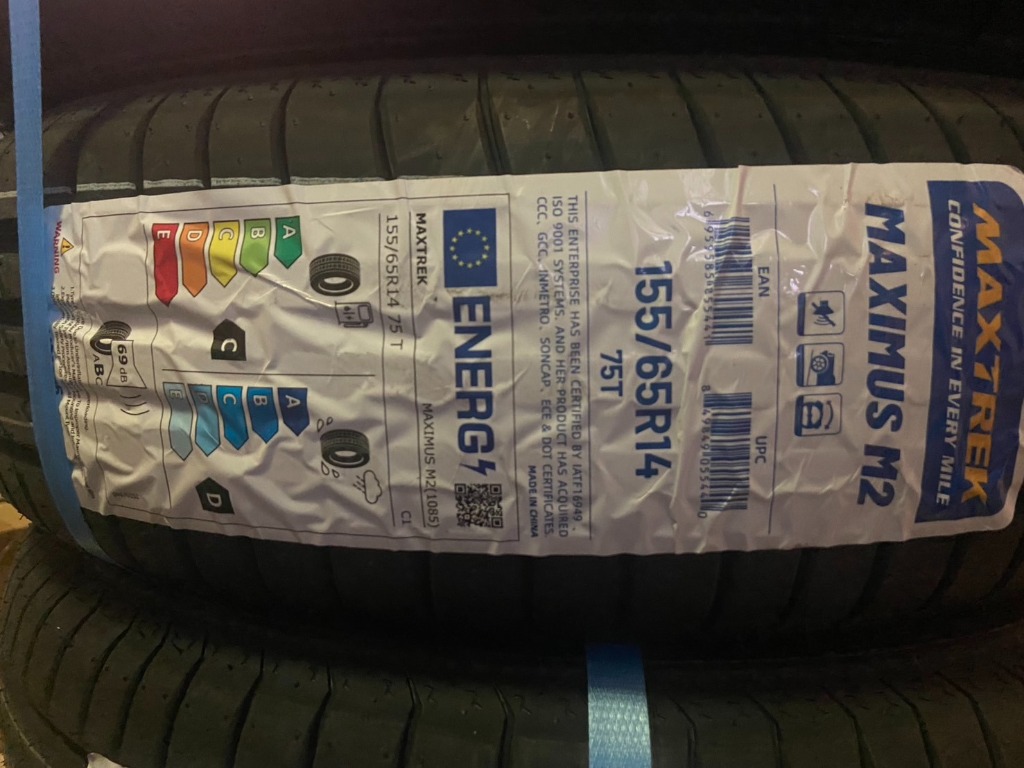 MAXTREK
CONFIDENCE IN EVERY MILE
MAXIMUS M2
EAN
UPC
155/65R14
75T
THIS ENTERPRISE HAS BEEN CERTIFIED BY IATF16949,
ISO 9001 SYSTEMS, AND HER PRODUCT HAS ACQUIRED
CCC, GCC, INMETRO, SONCAP, ECE & DOT CERTIFICATES.
MADE IN CHINA
ENERG
MAXTREK
MAXIMUS M2(1085)
155/65R14 75 T
C1
A
B
C
D
E
C
A
B
C
D
E
D
69 dB
ABC
WARNING